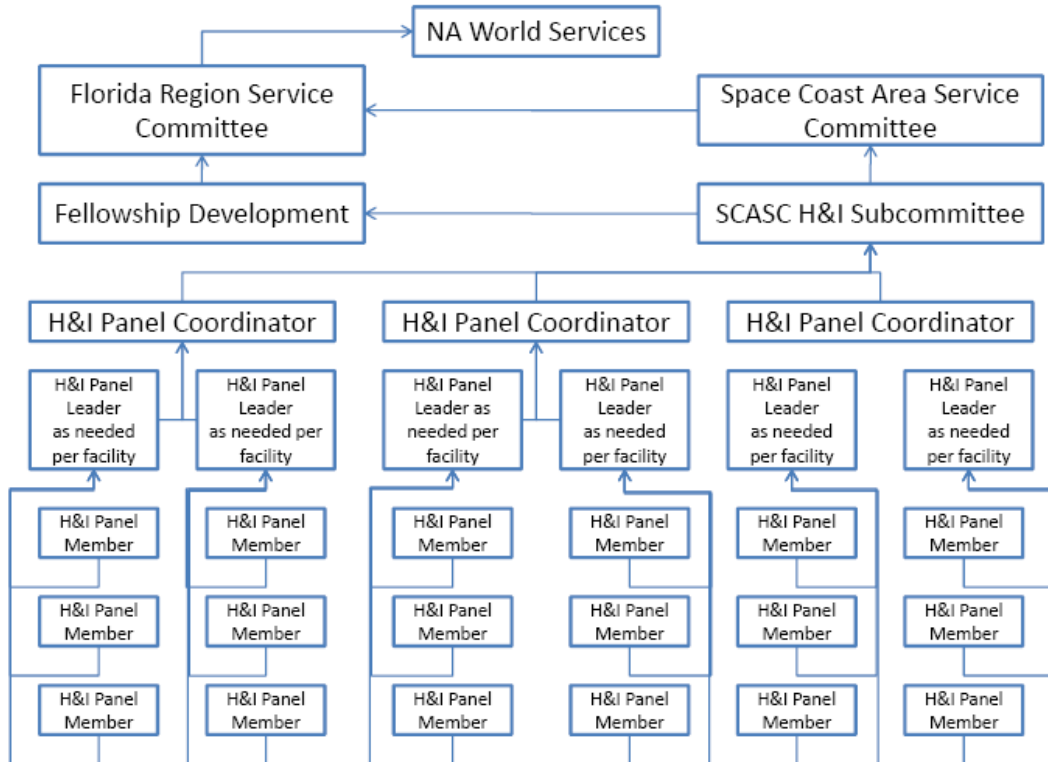 NA World Services
Florida Region Service
Committee
Space Coast Area Service
Committee
Fellowship Development
SCASC H&I Subcommittee
H&I Panel Coordinator
H&I Panel Coordinator
H&I Panel Coordinator
H&I Panel
Leader
as needed
per facility
H&I Panel
Leader
as needed per
facility
H&I Panel
Leader as
needed per
facility
H&I Panel
Leader
as needed
per facility
H&I Panel
Leader
as needed
per facility
H&I Panel
Leader
as needed
per facility
H&I Panel
Member
H&I Panel
Member
H&I Panel
Member
H&I Panel
Member
H&I Panel
Member
H&I Panel
Member
H&I Panel
Member
H&I Panel
Member
H&I Panel
Member
H&I Panel
Member
H&I Panel
Member
H&I Panel
Member
H&I Panel
Member
H&I Panel
Member
H&I Panel
Member
H&I Panel
Member
H&I Panel
Member
H&I Panel
Member